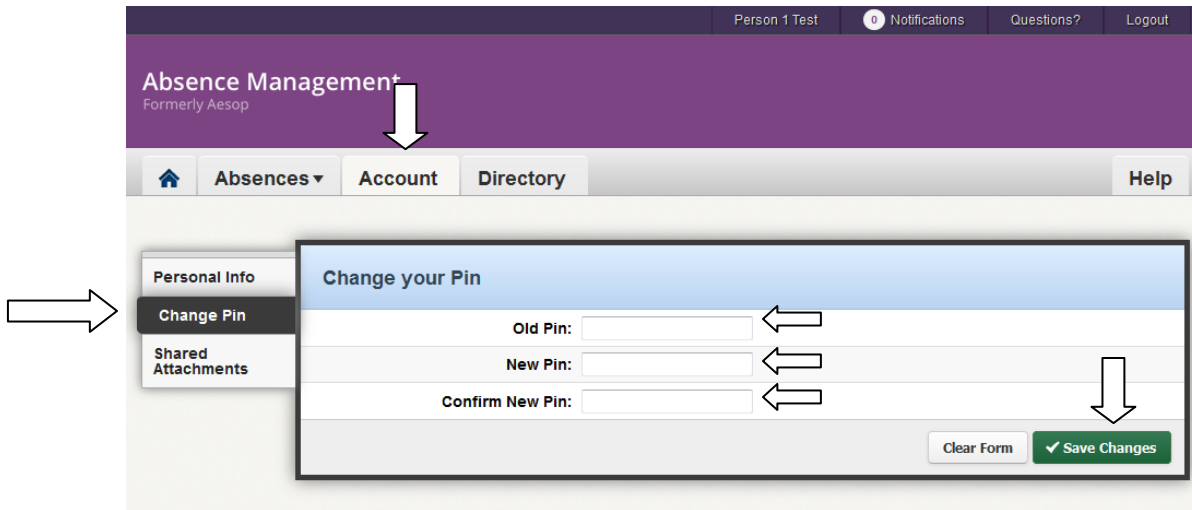 Person 1 Test 0 Notifications Questions? Logout
Absence Management
Formerly Aesop
Absences Account Directory Help
Personal Info
Change Pin
Shared
Attachments
Change your Pin
Old Pin:
New Pin:
Confirm New Pin:
Clear Form Save Changes